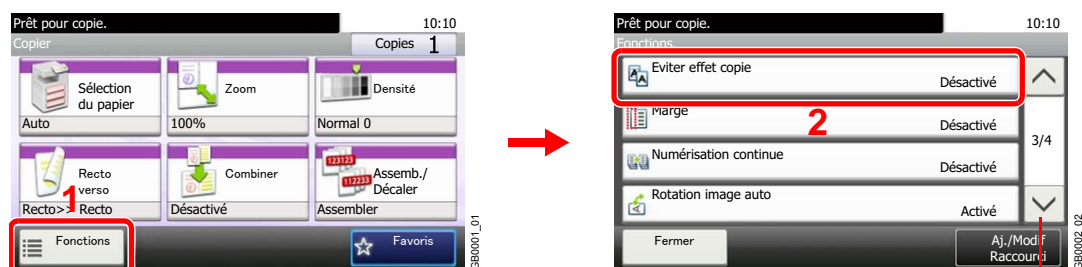 Prêt pour copie.
10:10
Copier
Copies 1
Sélection
du papier
Auto
Zoom
100%
Densité
Normal 0
Recto
verso
Recto>> Recto
Combiner
Désactivé
123123
112233
Assemb./
Décaler
Assembler
1
Fonctions
Favoris
GB0001_01
Prêt pour copie.
10:10
Fonctions.
Eviter effet copie
Désactivé
Marge
Désactivé
2
Numérisation continue
Désactivé
Rotation image auto
Activé
3/4
Fermer
Aj./Modif
Raccourci
GB0002_02